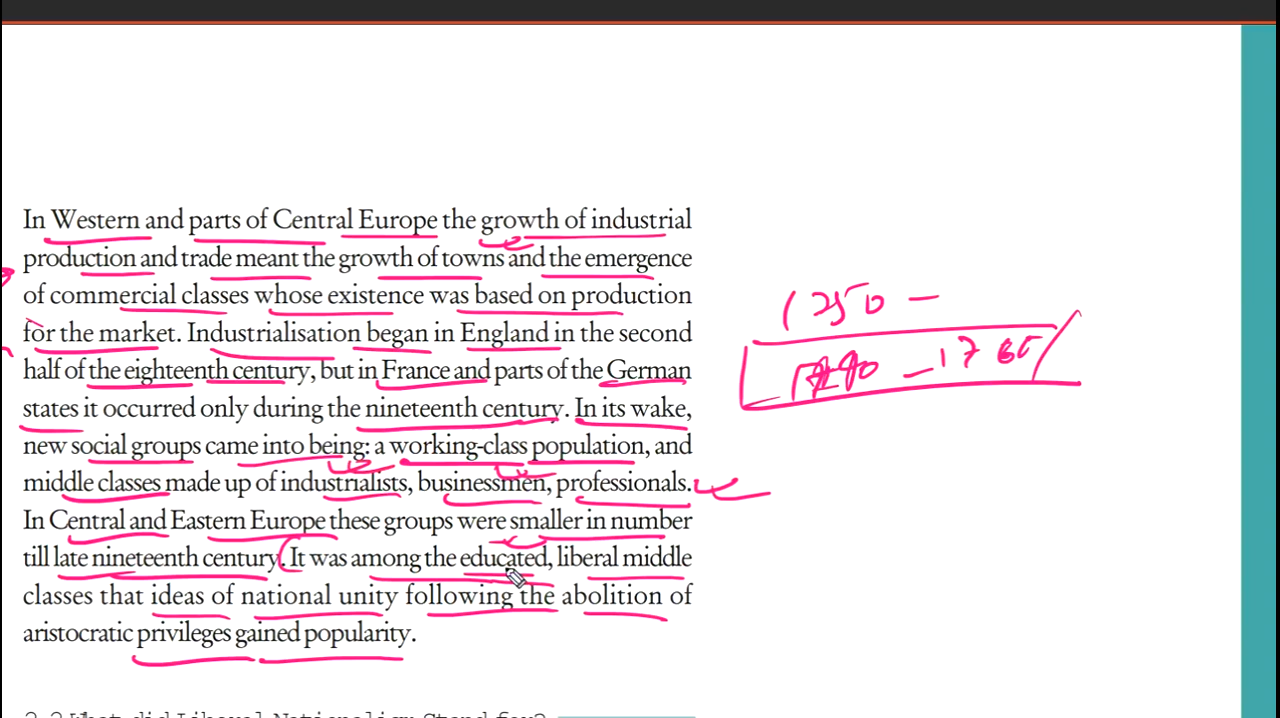 In Western and parts of Central Europe the growth of industrial
production and trade meant the growth of towns and the emergence
of commercial classes whose existence was based on production
for the market. Industrialisation began in England in the second
half of the eighteenth century, but in France and parts of the German
states it occurred only during the nineteenth century. In its wake,
new social groups came into being: a working-class population, and
middle classes made up of industrialists, businessmen, professionals.
In Central and Eastern Europe these groups were smaller in number
till late nineteenth century. It was among the educated, liberal middle
classes that ideas of national unity following the abolition of
aristocratic privileges gained popularity.
1250 –
– 1760